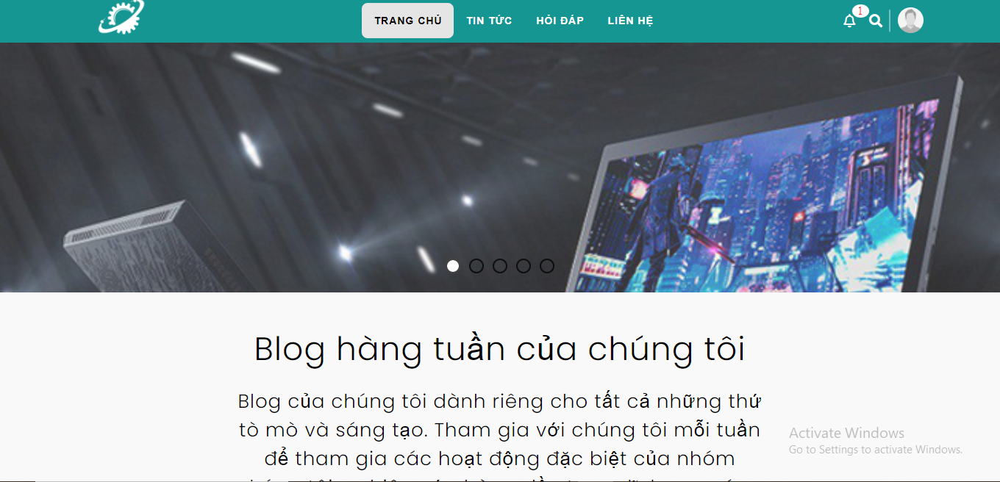 TRANG CHỦ TIN TỨC HỎI ĐÁP LIÊN HỆ 1
Blog hàng tuần của chúng tôi
Blog của chúng tôi dành riêng cho tất cả những thứ
tò mò và sáng tạo. Tham gia với chúng tôi mỗi tuần
để tham gia các hoạt động đặc biệt của nhóm
Activate Windows
Go to Settings to activate Windows.